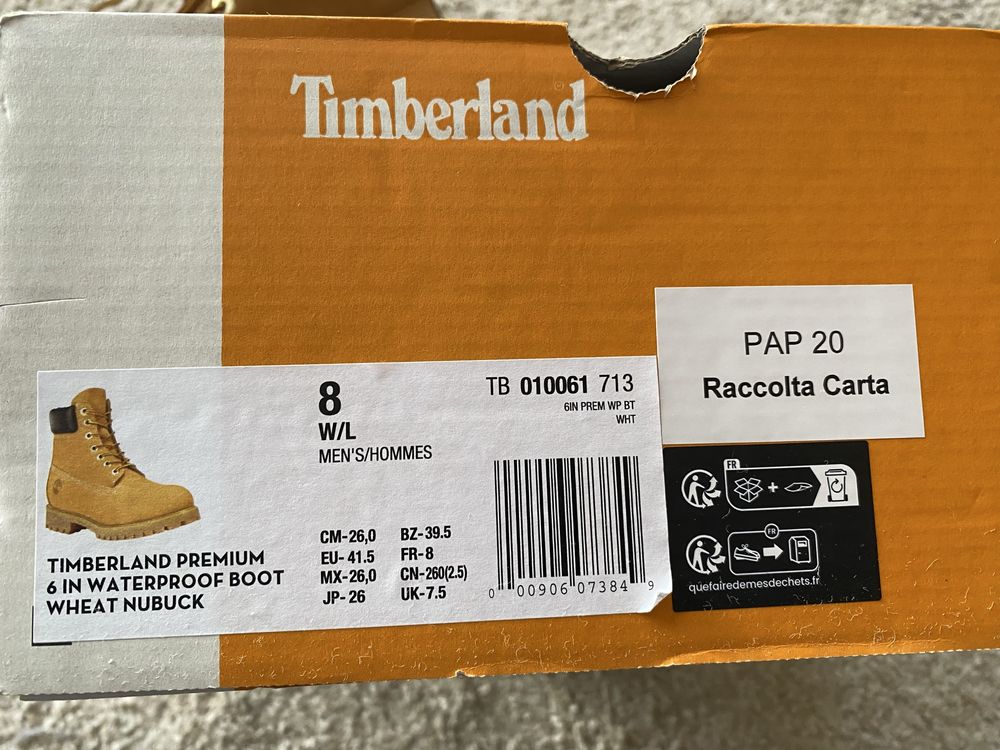 Timberland
PAP 20
Raccolta Carta
8
W/L
MEN'S/HOMMES
TB 010061 713
6IN PREM WP BT
WHT
CM-26,0 BZ-39.5
EU- 41.5 FR-8
MX-26,0 CN-260(2.5)
JP- 26 UK-7.5
TIMBERLAND PREMIUM
6 IN WATERPROOF BOOT
WHEAT NUBUCK
0 00906 07384 9
FR
+
FR
quefairedemesdechets.fr